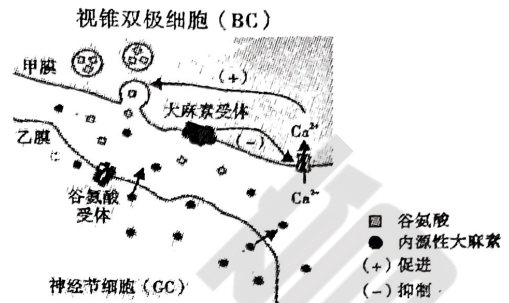 视锥双极细胞（BC）
甲膜
（+）
大麻素受体
Ca²⁺
乙膜
（-）
谷氨酸
受体
Ca²⁺
谷氨酸
内源性大麻素
（+）促进
神经节细胞（GC）
（-）抑制